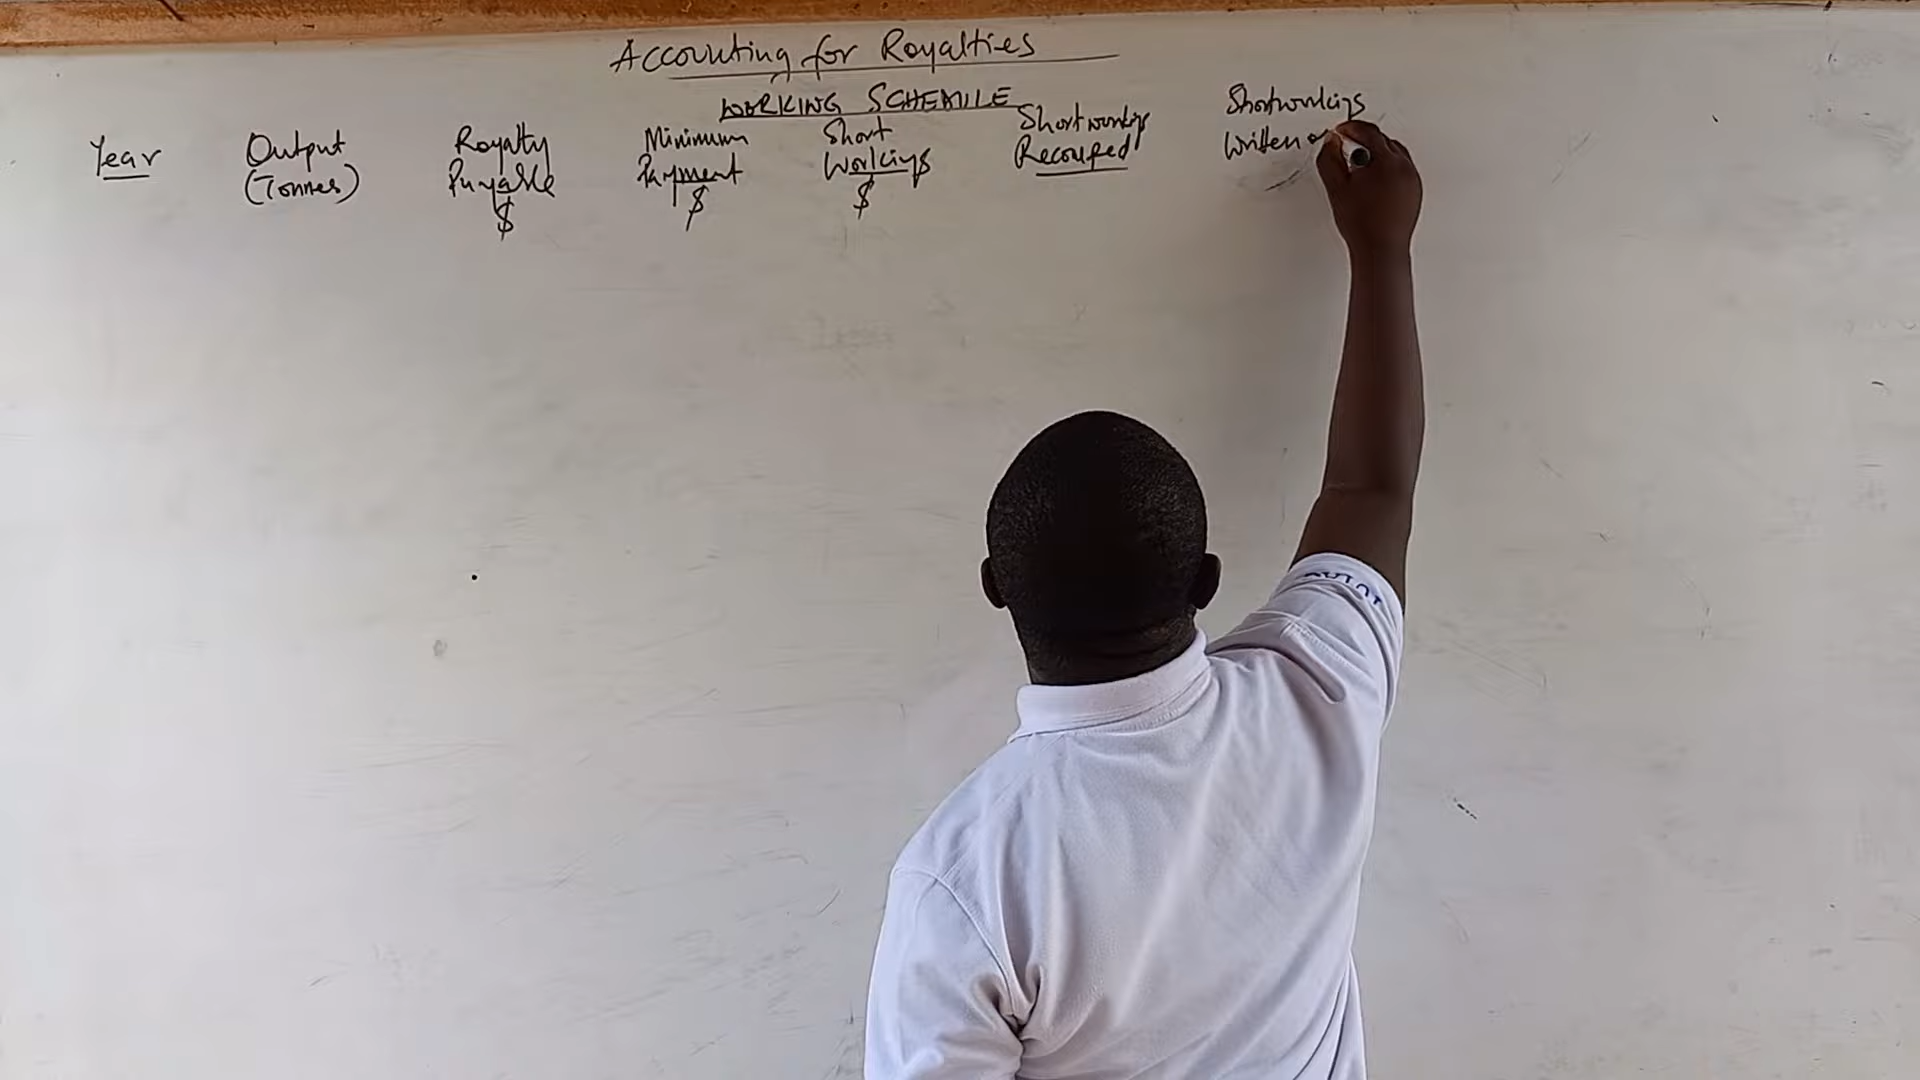 Accounting for Royalties
WORKING SCHEDULE
Year
Output
(Tonnes)
Royalty
Payable
$
Minimum
Payment
$
Short
Workings
$
Shortworkings
Recouped
Shortworkings
Written